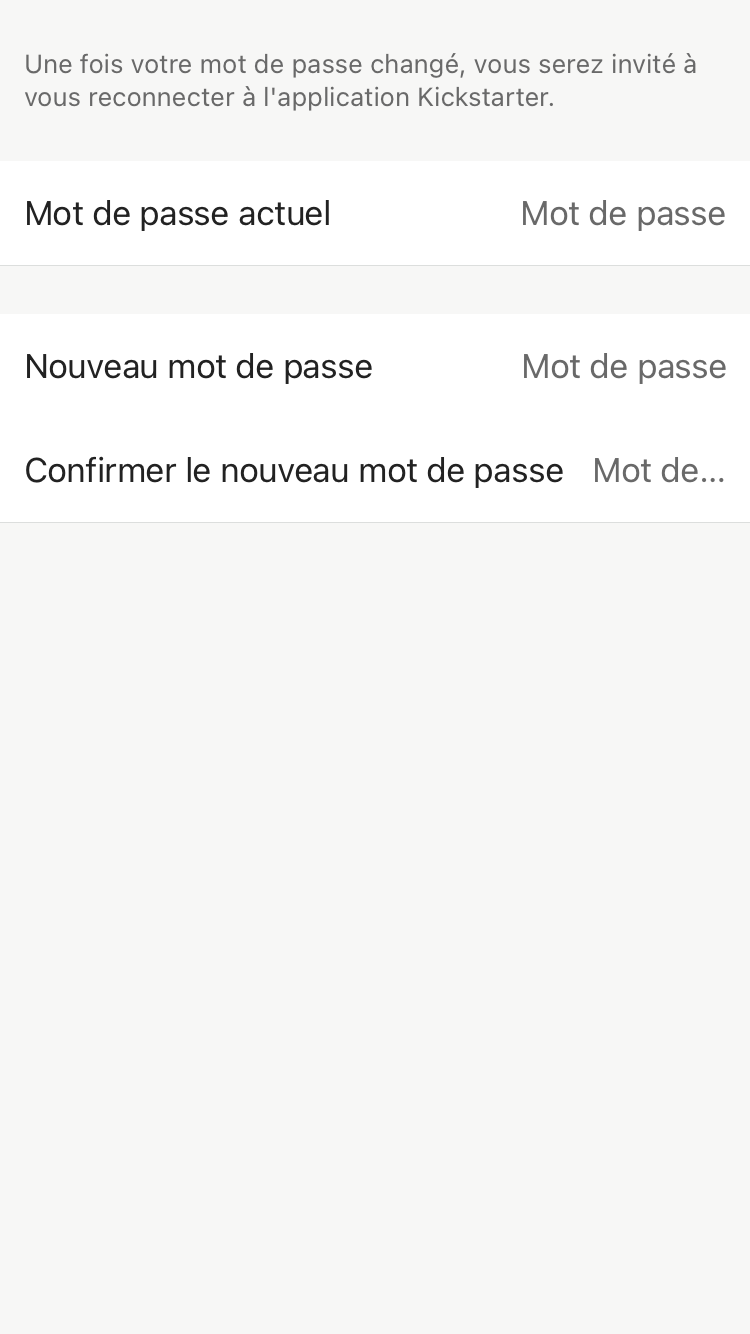 Une fois votre mot de passe changé, vous serez invité à
vous reconnecter à l'application Kickstarter.
Mot de passe actuel Mot de passe
Nouveau mot de passe Mot de passe
Confirmer le nouveau mot de passe Mot de...